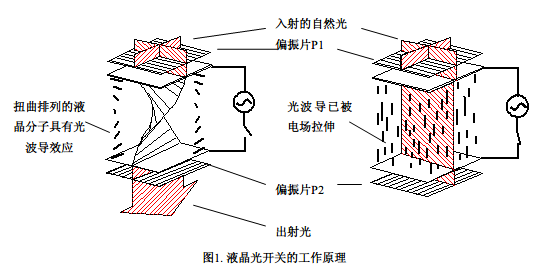 入射的自然光
偏振片P1
扭曲排列的液
晶分子具有光
波导效应
光波导已被
电场拉伸
偏振片P2
出射光
图1. 液晶光开关的工作原理